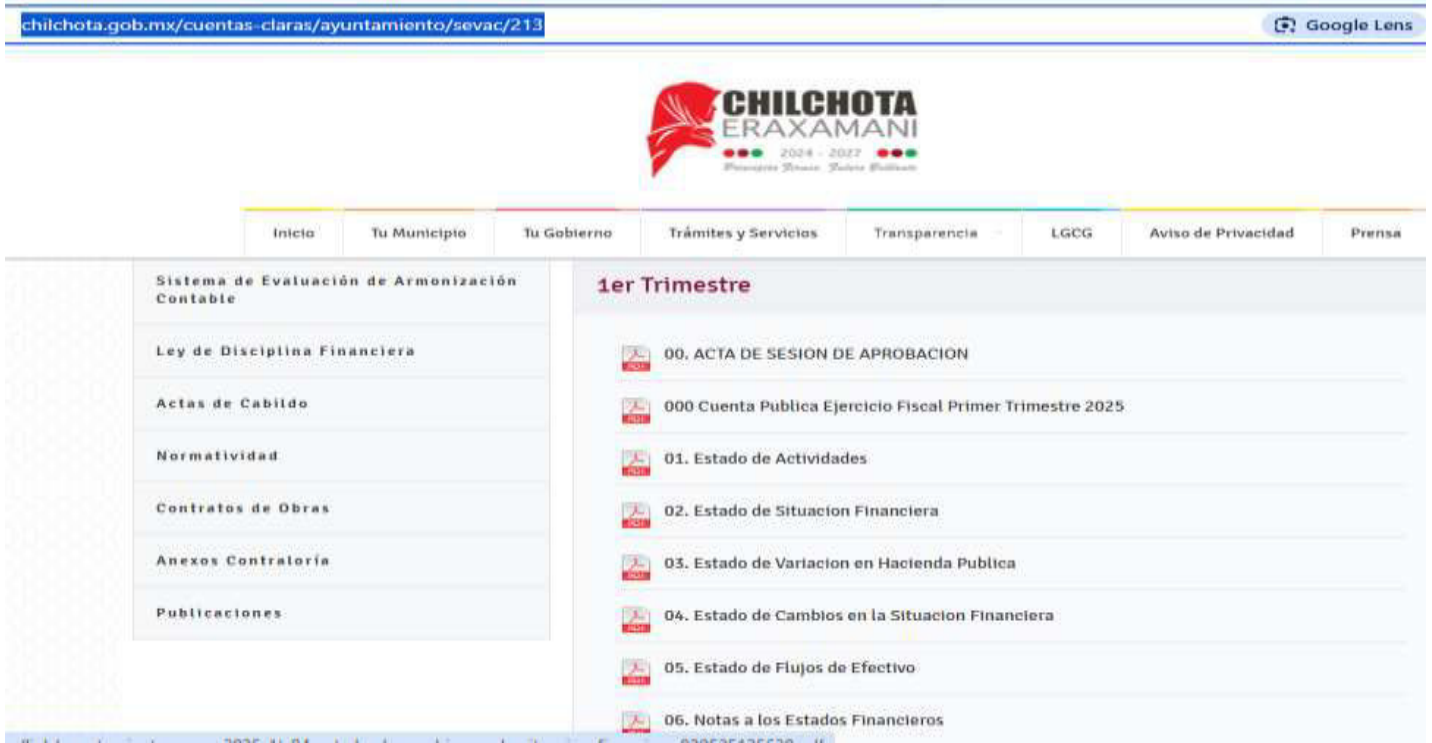 chilchota.gob.mx/cuentas-claras/ayuntamiento/sevac/213
Google Lens
CHILCHOTA
ERAXAMANI
2024 - 2027
Inicio
Tu Municipio
Tu Gobierno
Trámites y Servicios
Transparencia
LGCG
Aviso de Privacidad
Prensa
Sistema de Evaluación de Armonización
Contable
Ley de Disciplina Financiera
Actas de Cabildo
Normatividad
Contratos de Obras
Anexos Contraloría
Publicaciones
1er Trimestre
00. ACTA DE SESION DE APROBACION
000 Cuenta Publica Ejercicio Fiscal Primer Trimestre 2025
01. Estado de Actividades
02. Estado de Situacion Financiera
03. Estado de Variacion en Hacienda Publica
04. Estado de Cambios en la Situacion Financiera
05. Estado de Flujos de Efectivo
06. Notas a los Estados Financieros